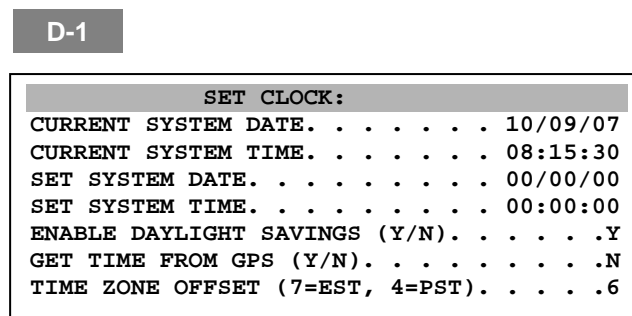 D-1
SET CLOCK:
CURRENT SYSTEM DATE. . . . . . . 10/09/07
CURRENT SYSTEM TIME. . . . . . . 08:15:30
SET SYSTEM DATE. . . . . . . . . 00/00/00
SET SYSTEM TIME. . . . . . . . . 00:00:00
ENABLE DAYLIGHT SAVINGS (Y/N). . . . . .Y
GET TIME FROM GPS (Y/N). . . . . . . . .N
TIME ZONE OFFSET (7=EST, 4=PST). . . . .6